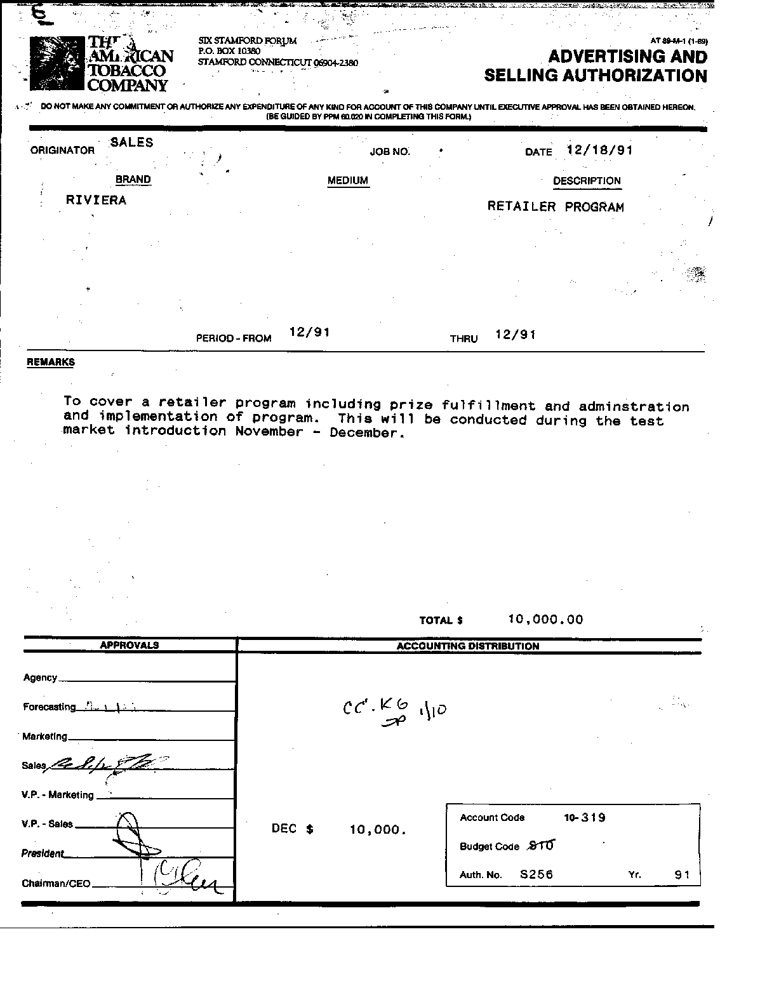 THE AMERICAN TOBACCO COMPANY
SIX STAMFORD FORUM
P.O. BOX 10380
STAMFORD CONNECTICUT 06904-2380
AT 89-M-1 (1-89)
ADVERTISING AND
SELLING AUTHORIZATION
DO NOT MAKE ANY COMMITMENT OR AUTHORIZE ANY EXPENDITURE OF ANY KIND FOR ACCOUNT OF THIS COMPANY UNTIL EXECUTIVE APPROVAL HAS BEEN OBTAINED HEREON.
(BE GUIDED BY PPM 60.020 IN COMPLETING THIS FORM.)
ORIGINATOR SALES JOB NO. DATE 12/18/91
BRAND MEDIUM DESCRIPTION
RIVIERA RETAILER PROGRAM
PERIOD - FROM 12/91 THRU 12/91
REMARKS
To cover a retailer program including prize fulfillment and adminstration
and implementation of program. This will be conducted during the test
market introduction November - December.
TOTAL $ 10,000.00
APPROVALS ACCOUNTING DISTRIBUTION
Agency
Forecasting
CC. KG 1/10
Marketing
Sales
V.P. - Marketing
V.P. - Sales
DEC $ 10,000.
Account Code 10-319
President
Budget Code
Chairman/CEO
Auth. No. S256 Yr. 91